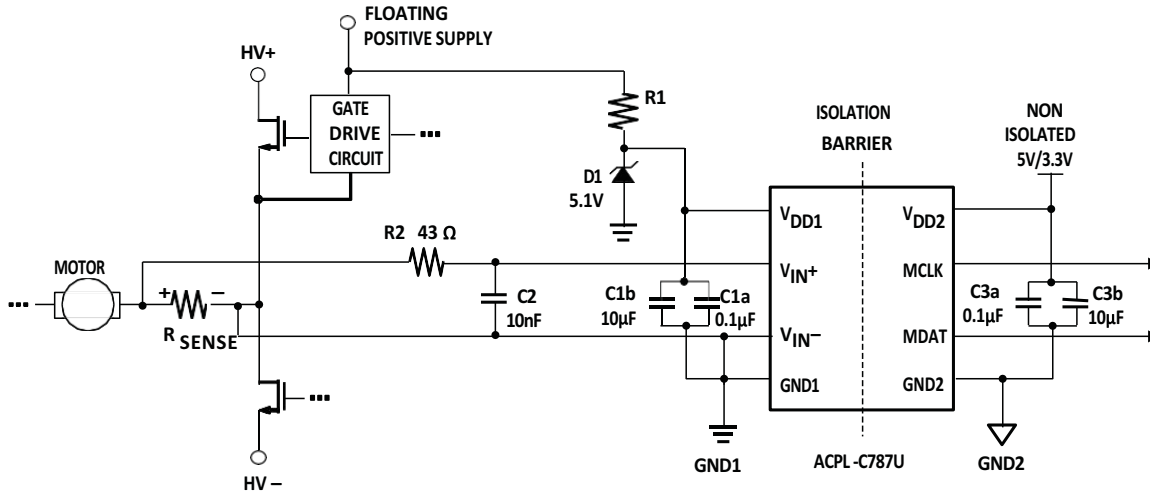 FLOATING
POSITIVE SUPPLY
HV+
GATE
DRIVE
CIRCUIT
R1
D1
5.1V
ISOLATION
BARRIER
NON
ISOLATED
5V/3.3V
VDD1
VDD2
R2 43 Ω
VIN+
MCLK
MOTOR
+ −
RSENSE
C2
10nF
C1b
10µF
C1a
0.1µF
C3a
0.1µF
C3b
10µF
VIN−
MDAT
GND1
GND2
GND1
ACPL -C787U
GND2
HV −